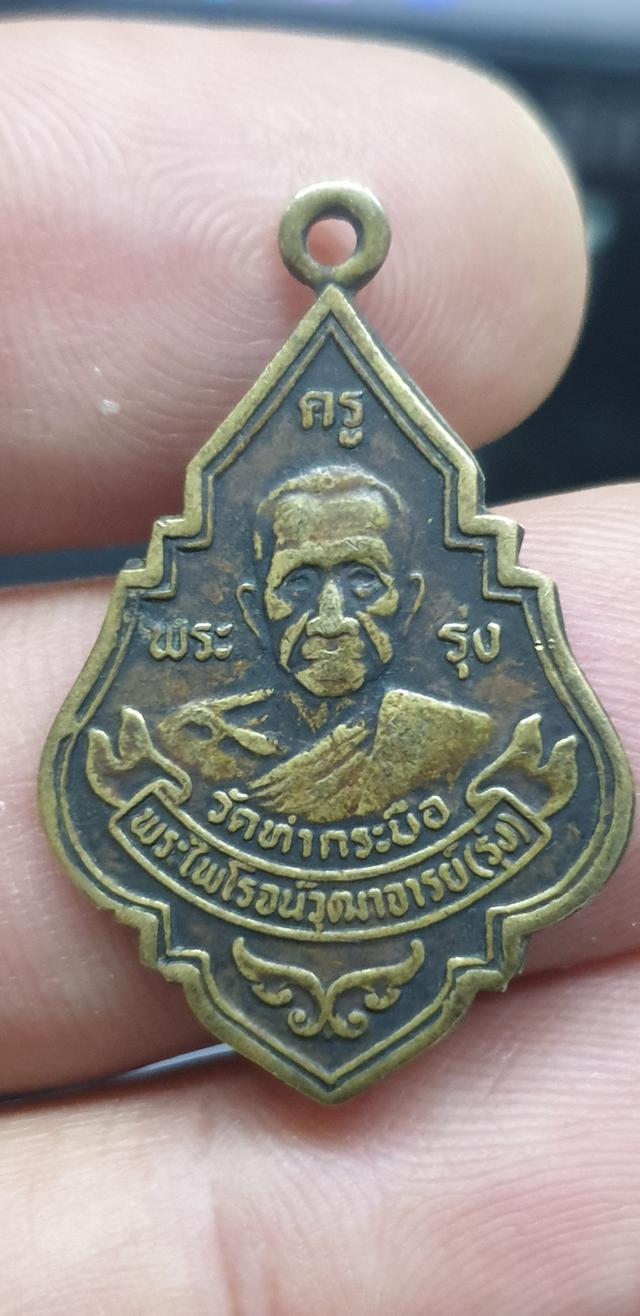 ครู
พระ รุ่ง
วัดท่ากระบือ
พระไพโรจน์วุฒาจารย์(รุ่ง)